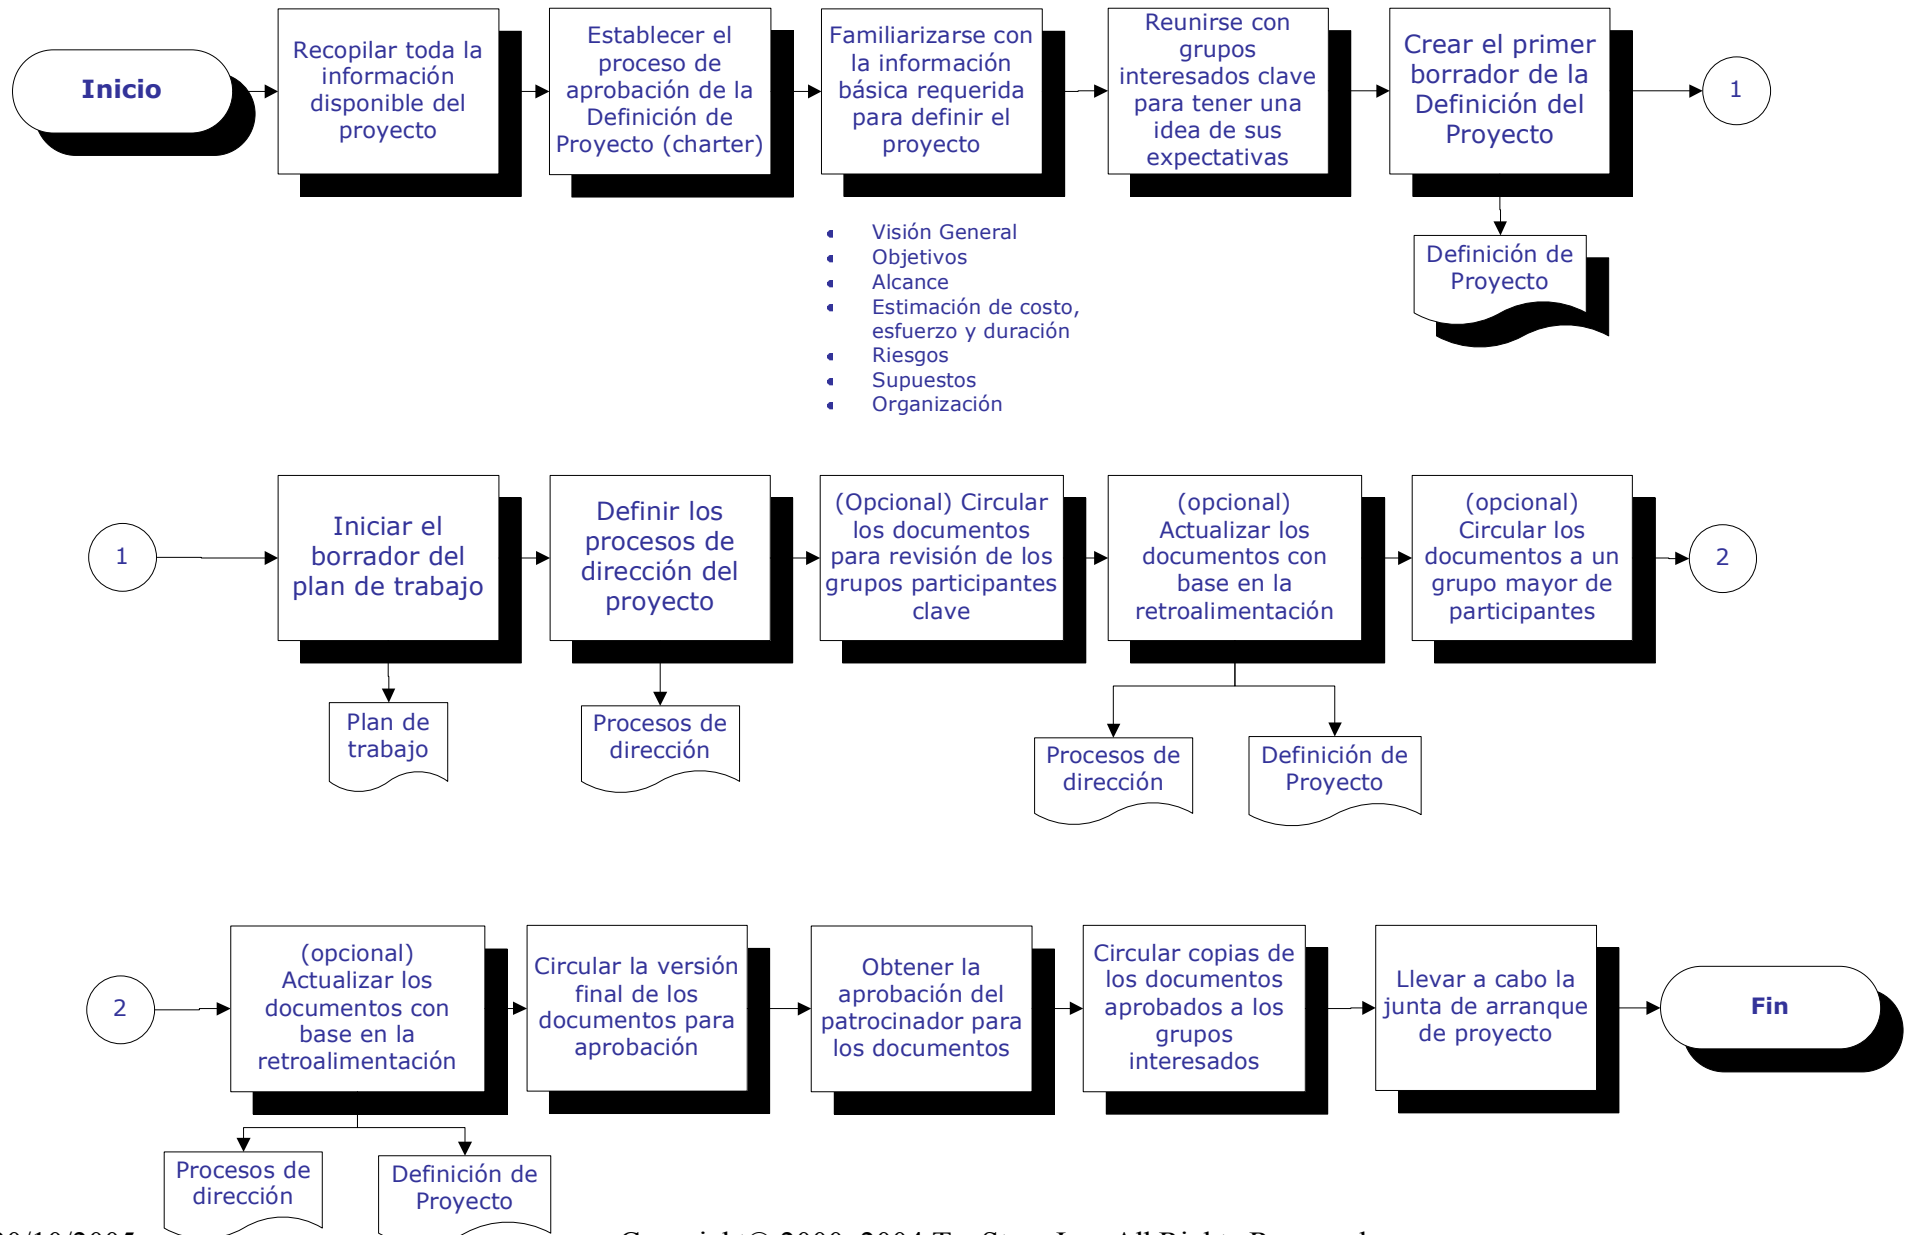 Inicio
Recopilar toda la
información
disponible del
proyecto
Establecer el
proceso de
aprobación de la
Definición de
Proyecto (charter)
Familiarizarse con
la información
básica requerida
para definir el
proyecto
Reunirse con
grupos
interesados clave
para tener una
idea de sus
expectativas
Crear el primer
borrador de la
Definición del
Proyecto
1
• Visión General
• Objetivos
• Alcance
• Estimación de costo,
esfuerzo y duración
• Riesgos
• Supuestos
• Organización
Definición de
Proyecto
1
Iniciar el
borrador del
plan de trabajo
Definir los
procesos de
dirección del
proyecto
(Opcional) Circular
los documentos
para revisión de los
grupos participantes
clave
(opcional)
Actualizar los
documentos con
base en la
retroalimentación
(opcional)
Circular los
documentos a un
grupo mayor de
participantes
2
Plan de
trabajo
Procesos de
dirección
Procesos de
dirección
Definición de
Proyecto
2
(opcional)
Actualizar los
documentos con
base en la
retroalimentación
Circular la versión
final de los
documentos para
aprobación
Obtener la
aprobación del
patrocinador para
los documentos
Circular copias de
los documentos
aprobados a los
grupos
interesados
Llevar a cabo la
junta de arranque
de proyecto
Fin
Procesos de
dirección
Definición de
Proyecto